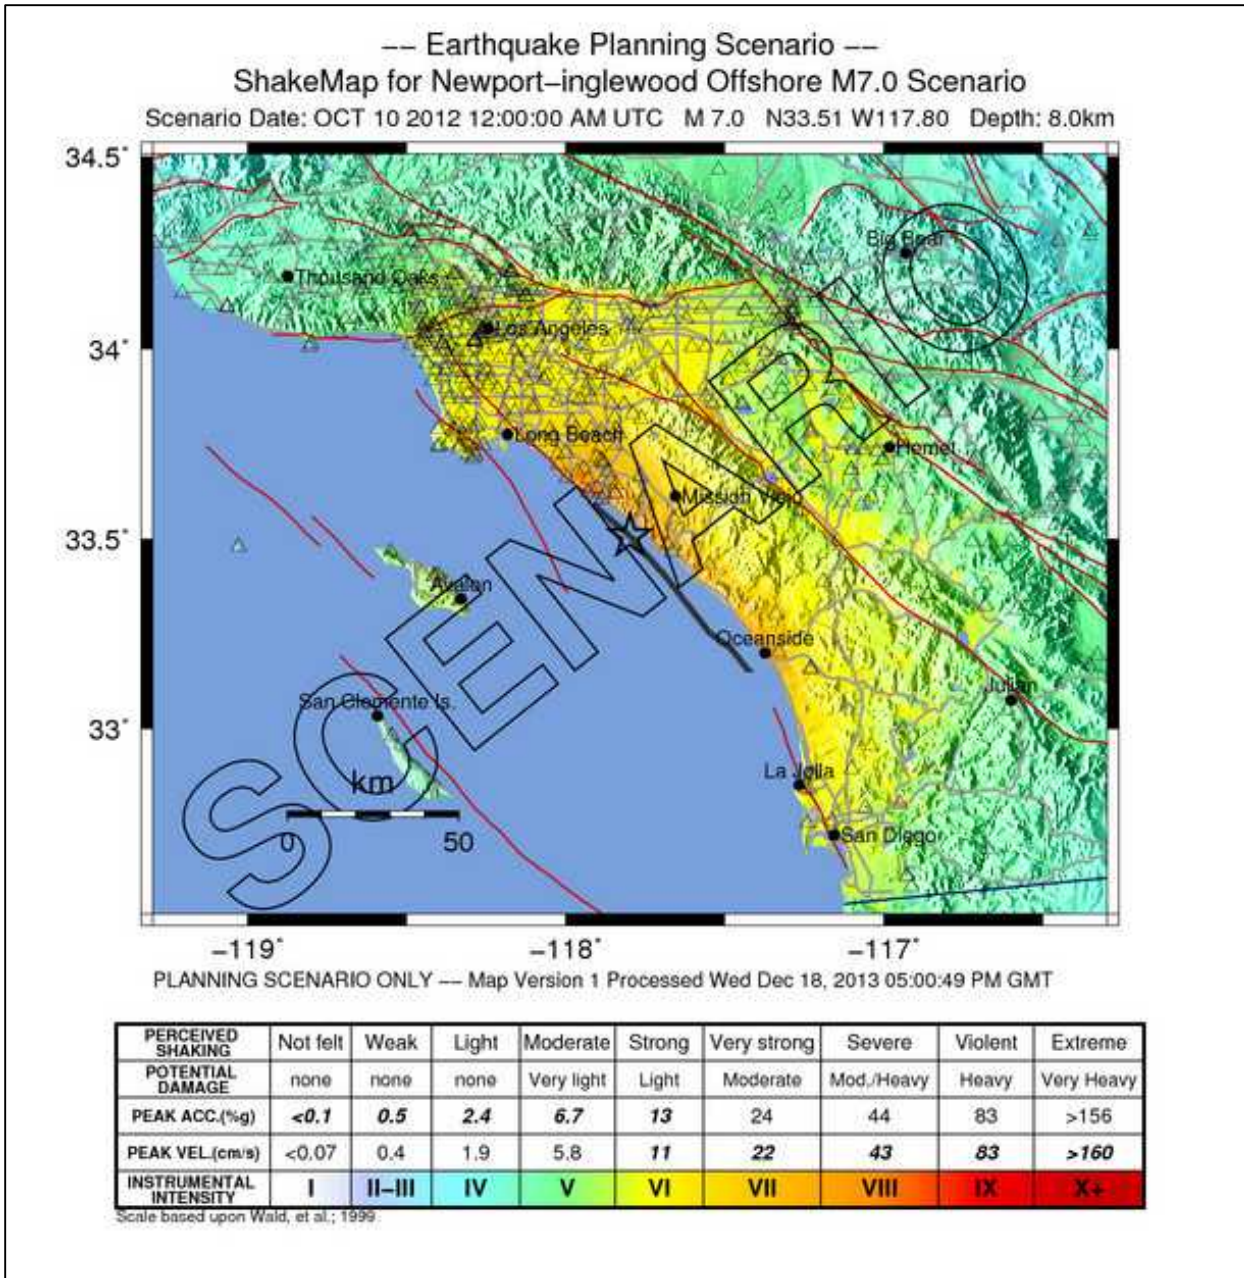 –– Earthquake Planning Scenario ––
ShakeMap for Newport–inglewood Offshore M7.0 Scenario
Scenario Date: OCT 10 2012 12:00:00 AM UTC M 7.0 N33.51 W117.80 Depth: 8.0km
34.5˚
Big Bear
Thousand Oaks
Los Angeles
34˚
Long Beach
Hemet
Mission Viejo
33.5˚
Avalon
Oceanside
Julian
San Clemente Is.
33˚
La Jolla
km
San Diego
0 50
SCENARIO
−119˚ −118˚ −117˚
PLANNING SCENARIO ONLY –– Map Version 1 Processed Wed Dec 18, 2013 05:00:49 PM GMT
PERCEIVED SHAKING Not felt Weak Light Moderate Strong Very strong Severe Violent Extreme
POTENTIAL DAMAGE none none none Very light Light Moderate Mod./Heavy Heavy Very Heavy
PEAK ACC.(%g) <0.1 0.5 2.4 6.7 13 24 44 83 >156
PEAK VEL.(cm/s) <0.07 0.4 1.9 5.8 11 22 43 83 >160
INSTRUMENTAL INTENSITY I II–III IV V VI VII VIII IX X+
Scale based upon Wald, et al.; 1999